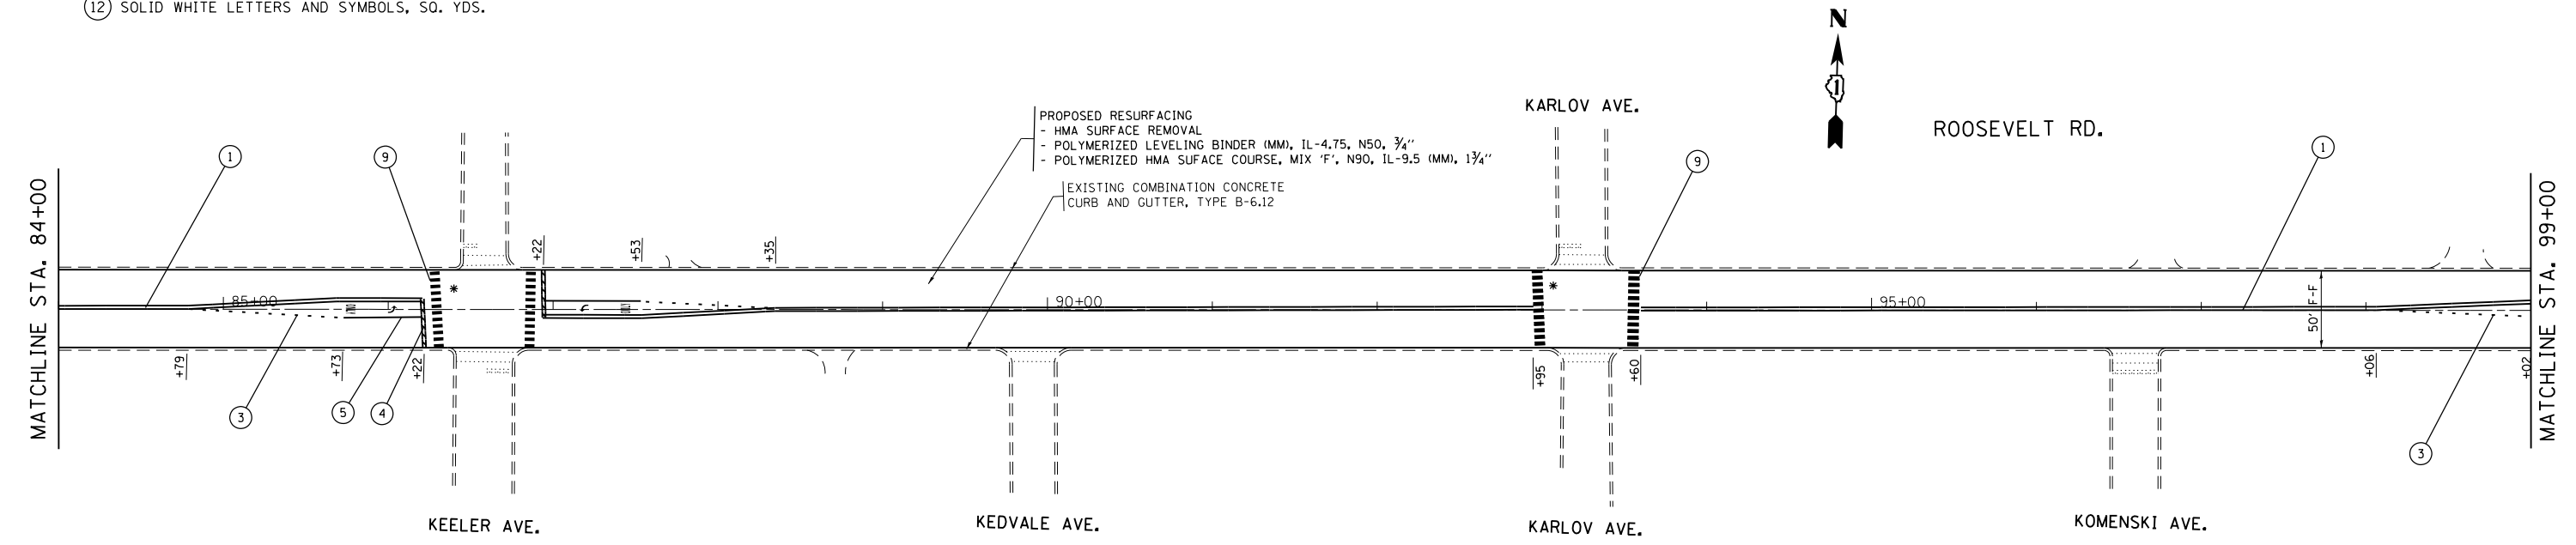 12 SOLID WHITE LETTERS AND SYMBOLS, SQ. YDS.
N
1
KARLOV AVE.
ROOSEVELT RD.
PROPOSED RESURFACING
- HMA SURFACE REMOVAL
- POLYMERIZED LEVELING BINDER (MM), IL-4.75, N50, 3/4''
- POLYMERIZED HMA SUFACE COURSE, MIX 'F', N90, IL-9.5 (MM), 1 3/4''
EXISTING COMBINATION CONCRETE
CURB AND GUTTER, TYPE B-6.12
1
9
9
1
MATCHLINE STA. 84+00
+22
+53
+35
*
*
85+00
90+00
95+00
50' F-F
MATCHLINE STA. 99+00
+79
+73
+22
+95
+60
+06
+02
3
5
4
3
KEELER AVE.
KEDVALE AVE.
KARLOV AVE.
KOMENSKI AVE.